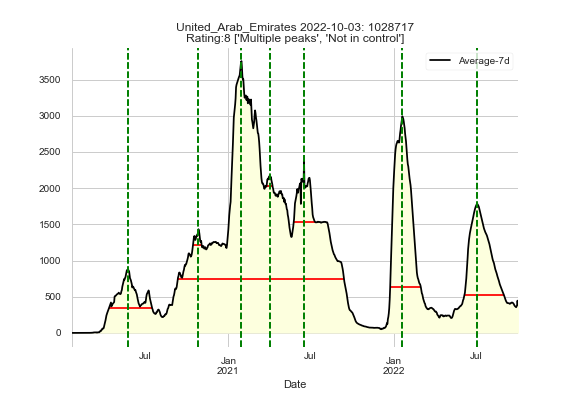 United_Arab_Emirates 2022-10-03: 1028717
Rating:8 ['Multiple peaks', 'Not in control']
Average-7d
3500
3000
2500
2000
1500
1000
500
0
Jul
Jan
2021
Jul
Jan
2022
Jul
Date